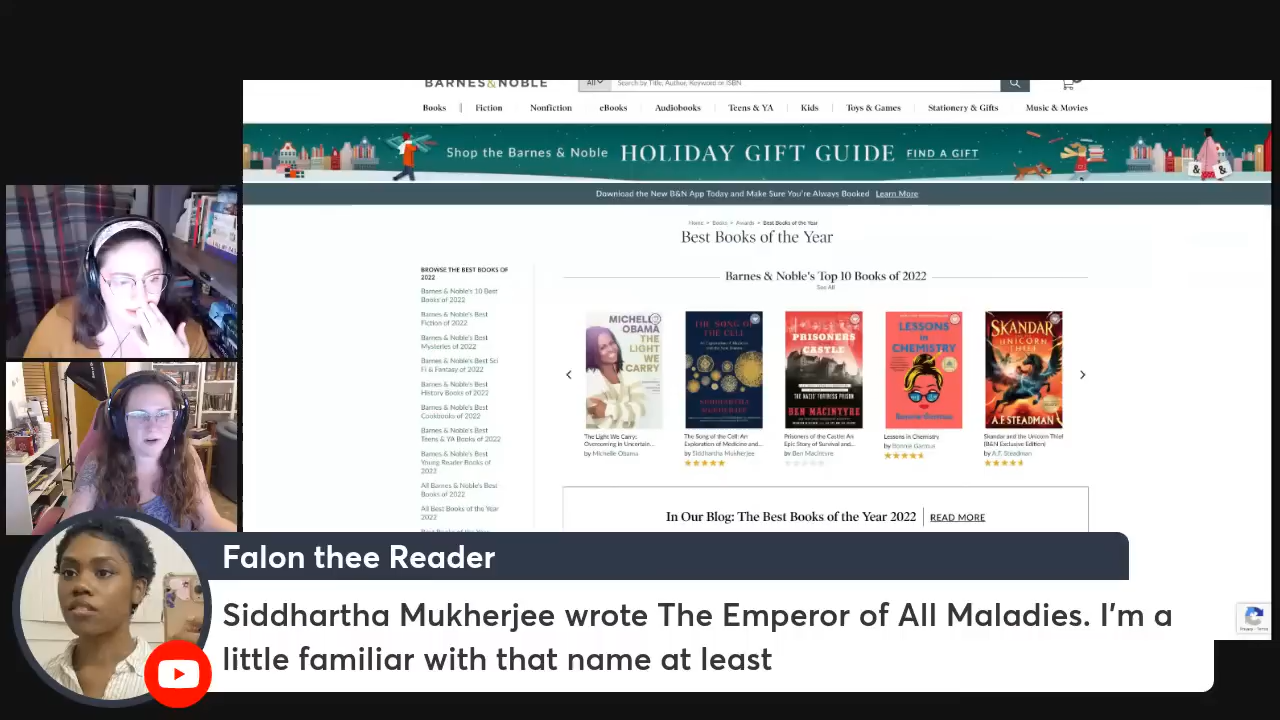 BARNES&NOBLE
All
Search by Title, Author, Keyword or ISBN
Books | Fiction Nonfiction eBooks Audiobooks Teens & YA Kids Toys & Games Stationery & Gifts Music & Movies
Shop the Barnes & Noble HOLIDAY GIFT GUIDE FIND A GIFT
& &
Download the New B&N App Today and Make Sure You're Always Booked Learn More
Home > Books > Awards > Best Books of the Year
Best Books of the Year
BROWSE THE BEST BOOKS OF
2022
Barnes & Noble's 10 Best
Books of 2022
Barnes & Noble's Best
Fiction of 2022
Barnes & Noble's Best
Mysteries of 2022
Barnes & Noble's Best Sci
Fi & Fantasy of 2022
Barnes & Noble's Best
History Books of 2022
Barnes & Noble's Best
Cookbooks of 2022
Barnes & Noble's Best
Teens & YA Books of 2022
Barnes & Noble's Best
Young Reader Books of
2022
All Barnes & Noble's Best
Books of 2022
All Best Books of the Year
2022
Barnes & Noble's Top 10 Books of 2022
See All
MICHELLE
OBAMA
THE
LIGHT
WE
CARRY
THE SONG OF
THE CELL
SIDDHARTHA
MUKHERJEE
PRISONERS
CASTLE
THE NAZIS' FORTRESS PRISON
BEN MACINTYRE
LESSONS
IN
CHEMISTRY
Bonnie Garmus
SKANDAR
UNICORN
THIEF
A.F. STEADMAN
The Light We Carry:
Overcoming in Uncertain...
by Michelle Obama
The Song of the Cell: An
Exploration of Medicine and...
by Siddhartha Mukherjee
Prisoners of the Castle: An
Epic Story of Survival and...
by Ben Macintyre
Lessons in Chemistry
by Bonnie Garmus
Skandar and the Unicorn Thief
(B&N Exclusive Edition)
by A.F. Steadman
In Our Blog: The Best Books of the Year 2022 | READ MORE
Privacy - Terms
Falon thee Reader
Siddhartha Mukherjee wrote The Emperor of All Maladies. I'm a
little familiar with that name at least